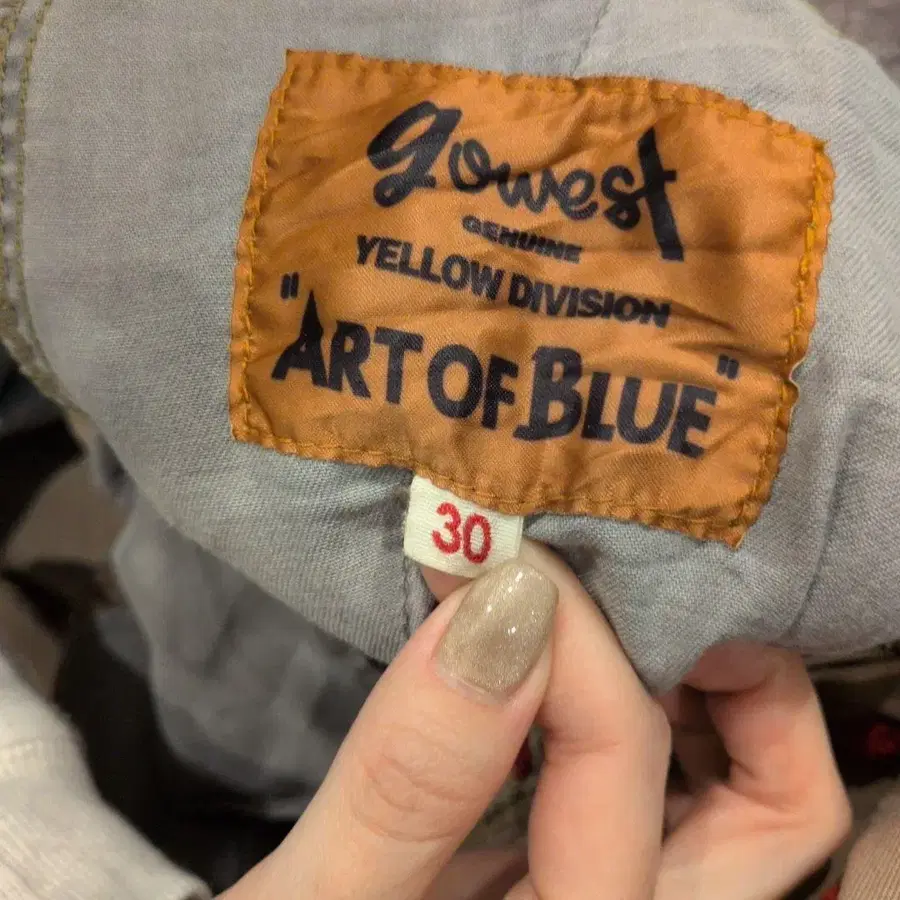 gowest
GENUINE
YELLOW DIVISION
"ART OF BLUE"
30